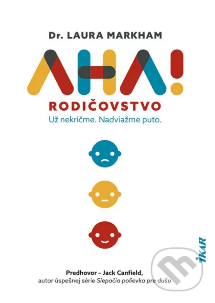 Dr. LAURA MARKHAM
AHA!
RODIČOVSTVO
Už nekričme. Nadviažme puto.
Predhovor – Jack Canfield,
autor úspešnej série Slepačia polievka pre dušu
IKAR
m